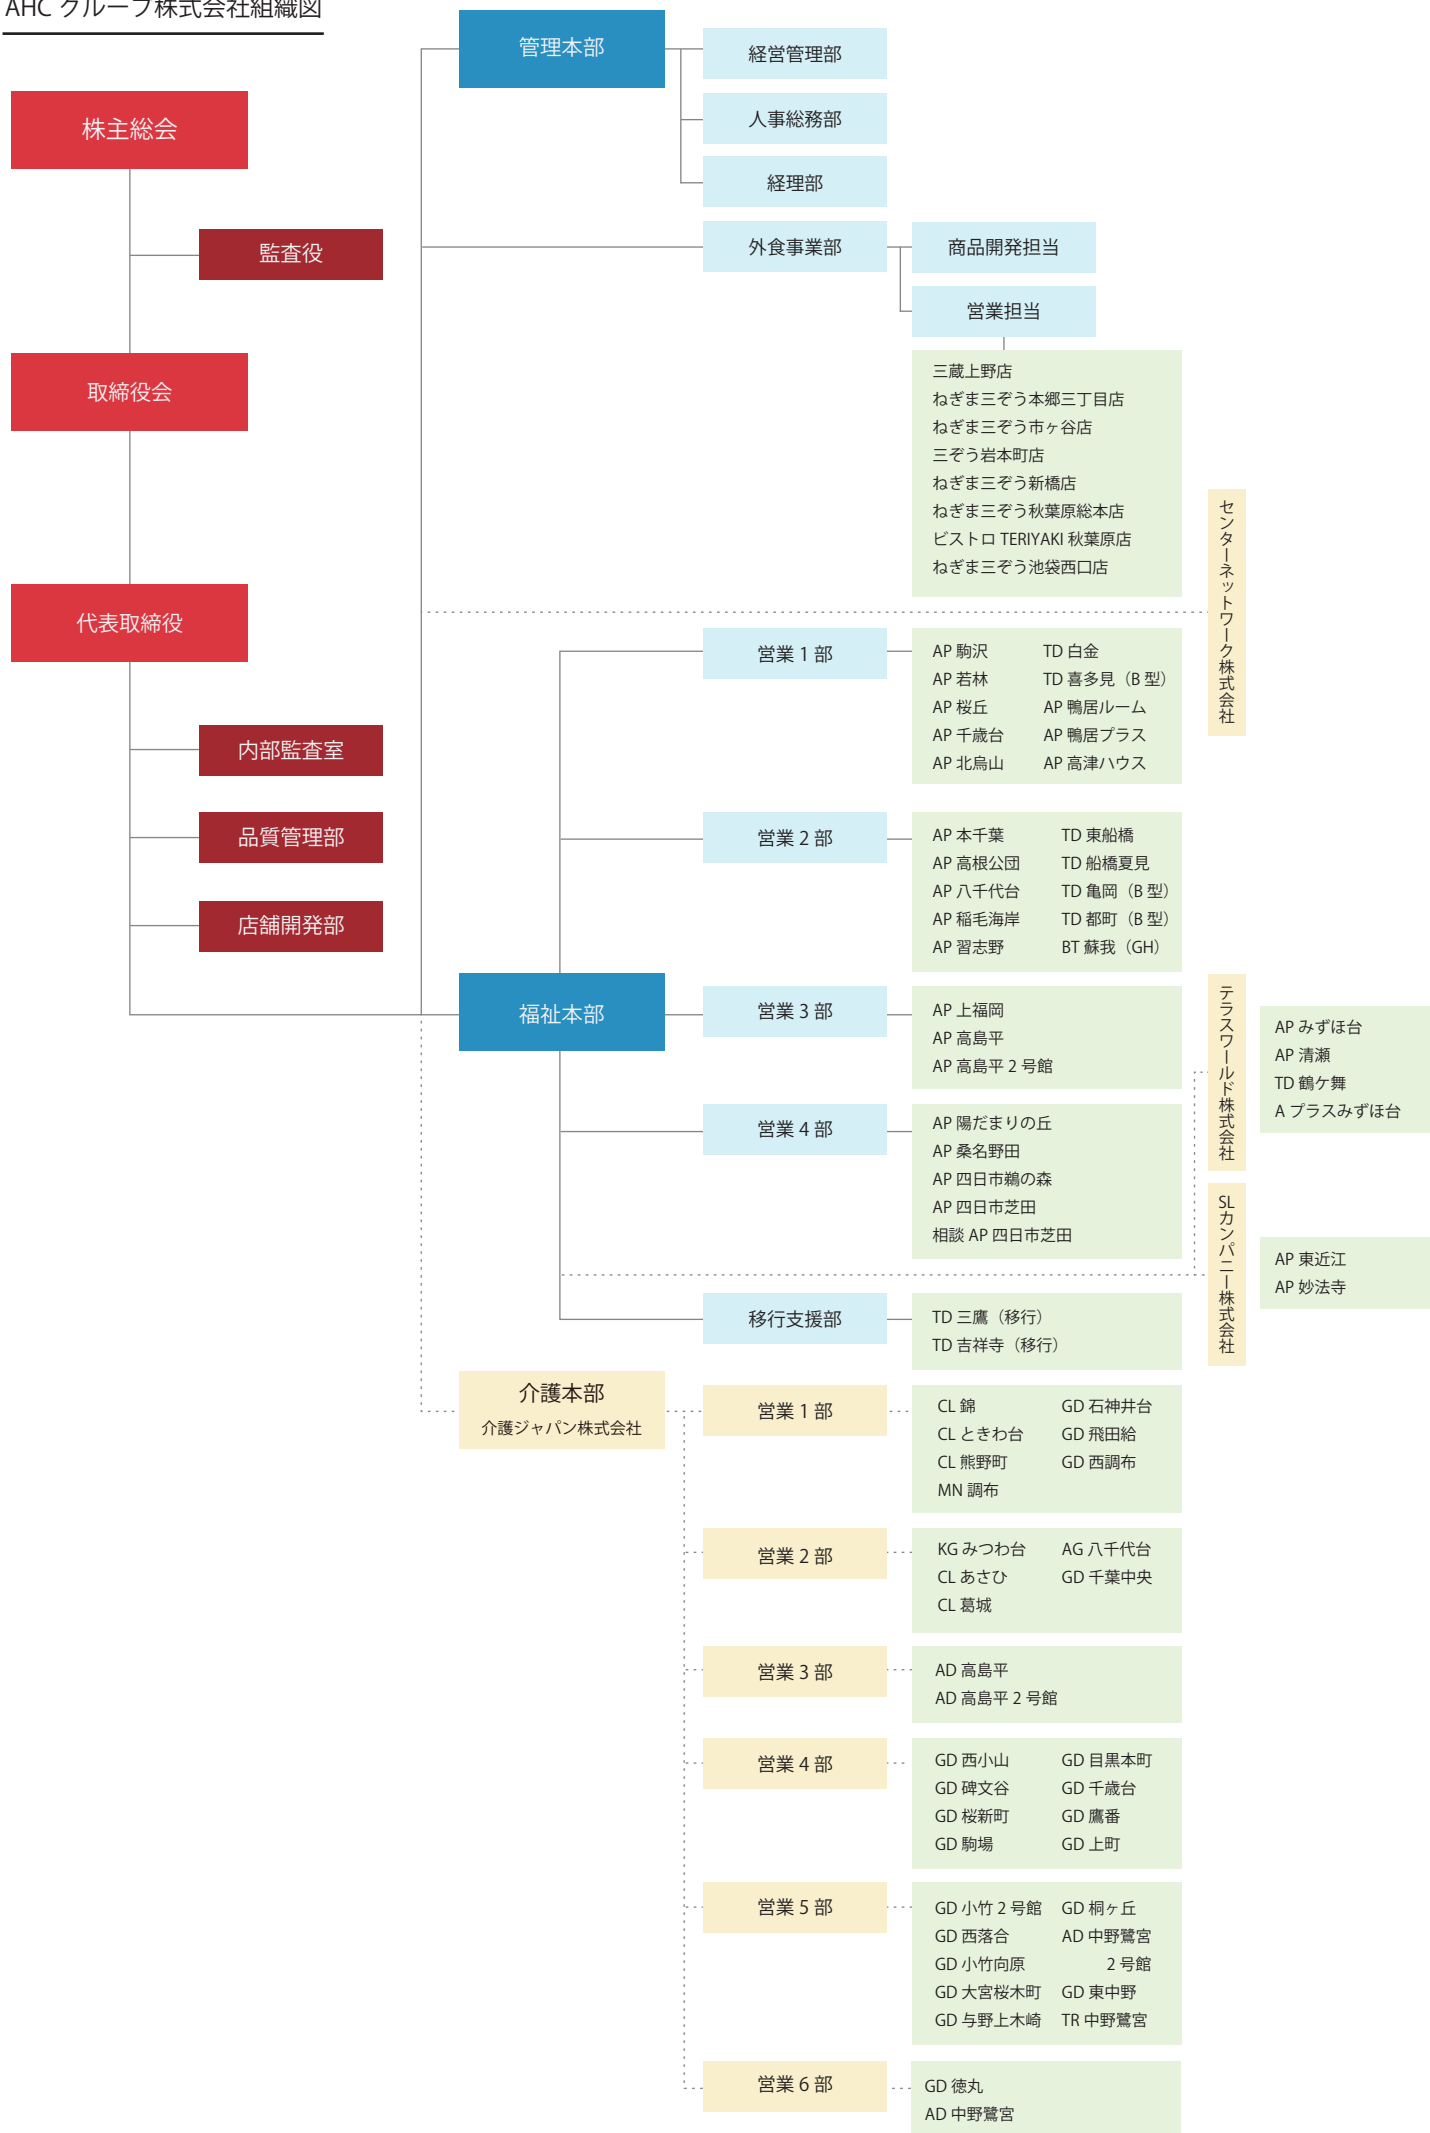 AHC グループ株式会社組織図
株主総会
監査役
取締役会
代表取締役
内部監査室
品質管理部
店舗開発部
管理本部
経営管理部
人事総務部
経理部
外食事業部
商品開発担当
営業担当
三蔵上野店
ねぎま三ぞう本郷三丁目店
ねぎま三ぞう市ヶ谷店
三ぞう岩本町店
ねぎま三ぞう新橋店
ねぎま三ぞう秋葉原総本店
ビストロ TERIYAKI 秋葉原店
ねぎま三ぞう池袋西口店
センターネットワーク株式会社
福祉本部
営業 1 部
AP 駒沢
AP 若林
AP 桜丘
AP 千歳台
AP 北烏山
TD 白金
TD 喜多見（B 型）
AP 鴨居ルーム
AP 鴨居プラス
AP 高津ハウス
営業 2 部
AP 本千葉
AP 高根公団
AP 八千代台
AP 稲毛海岸
AP 習志野
TD 東船橋
TD 船橋夏見
TD 亀岡（B 型）
TD 都町（B 型）
BT 蘇我（GH）
営業 3 部
AP 上福岡
AP 高島平
AP 高島平 2 号館
営業 4 部
AP 陽だまりの丘
AP 桑名野田
AP 四日市鵜の森
AP 四日市芝田
相談 AP 四日市芝田
テラスワールド株式会社
AP みずほ台
AP 清瀬
TD 鶴ケ舞
A プラスみずほ台
SLカンパニー株式会社
AP 東近江
AP 妙法寺
移行支援部
TD 三鷹（移行）
TD 吉祥寺（移行）
介護本部
介護ジャパン株式会社
営業 1 部
CL 錦
CL ときわ台
CL 熊野町
MN 調布
GD 石神井台
GD 飛田給
GD 西調布
営業 2 部
KG みつわ台
CL あさひ
CL 葛城
AG 八千代台
GD 千葉中央
営業 3 部
AD 高島平
AD 高島平 2 号館
営業 4 部
GD 西小山
GD 碑文谷
GD 桜新町
GD 駒場
GD 目黒本町
GD 千歳台
GD 鷹番
GD 上町
営業 5 部
GD 小竹 2 号館
GD 西落合
GD 小竹向原
GD 大宮桜木町
GD 与野上木崎
GD 桐ヶ丘
AD 中野鷺宮
2 号館
GD 東中野
TR 中野鷺宮
営業 6 部
GD 徳丸
AD 中野鷺宮